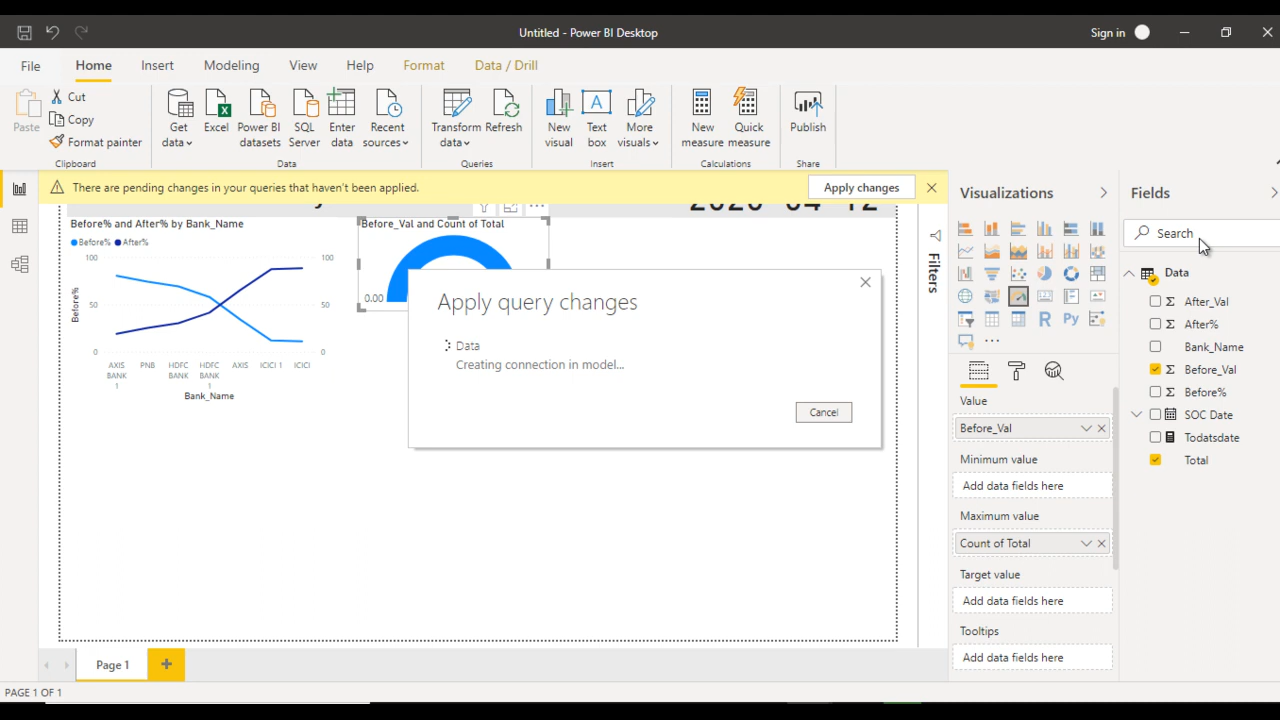 Untitled - Power BI Desktop
Sign in
File Home Insert Modeling View Help Format Data / Drill
Paste
Cut
Copy
Format painter
Clipboard
Get data
Excel
Power BI datasets
SQL Server
Enter data
Recent sources
Data
Transform data
Refresh
Queries
New visual
Text box
More visuals
Insert
New measure
Quick measure
Calculations
Publish
Share
There are pending changes in your queries that haven't been applied.
Apply changes
Before% and After% by Bank_Name
Before% After%
Before%
100
50
0
100
50
0
AXIS BANK 1
PNB
HDFC BANK
HDFC BANK 1
AXIS
ICICI 1
ICICI
Bank_Name
Before_Val and Count of Total
0.00
Apply query changes
Data
Creating connection in model...
Cancel
Filters
Visualizations
R
Py
Value
Before_Val
Minimum value
Add data fields here
Maximum value
Count of Total
Target value
Add data fields here
Tooltips
Add data fields here
Fields
Search
Data
After_Val
After%
Bank_Name
Before_Val
Before%
SOC Date
Todatsdate
Total
Page 1
PAGE 1 OF 1